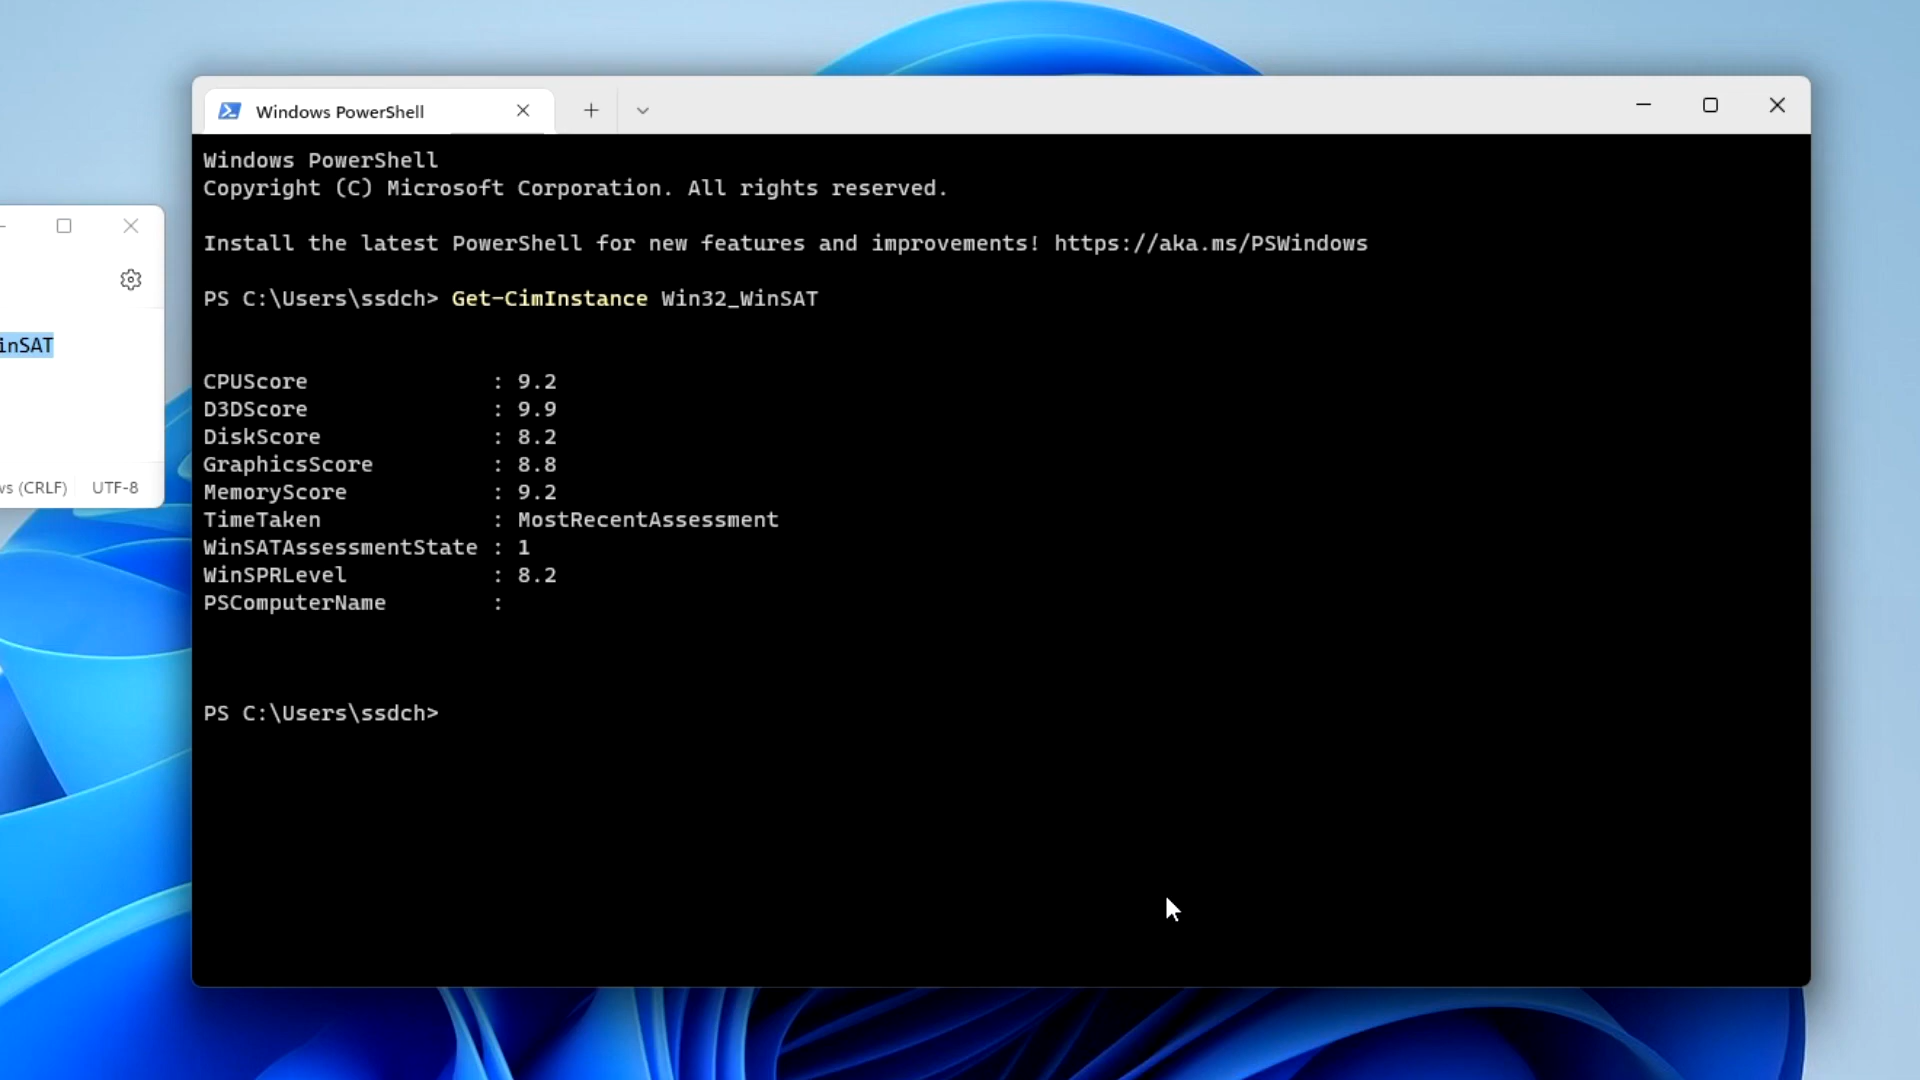 Windows PowerShell
Windows PowerShell
Copyright (C) Microsoft Corporation. All rights reserved.
Install the latest PowerShell for new features and improvements! https://aka.ms/PSWindows
PS C:\Users\ssdch> Get-CimInstance Win32_WinSAT
inSAT
CPUScore : 9.2
D3DScore : 9.9
DiskScore : 8.2
GraphicsScore : 8.8
MemoryScore : 9.2
TimeTaken : MostRecentAssessment
WinSATAssessmentState : 1
WinSPRLevel : 8.2
PSComputerName :
ws (CRLF) UTF-8
PS C:\Users\ssdch>